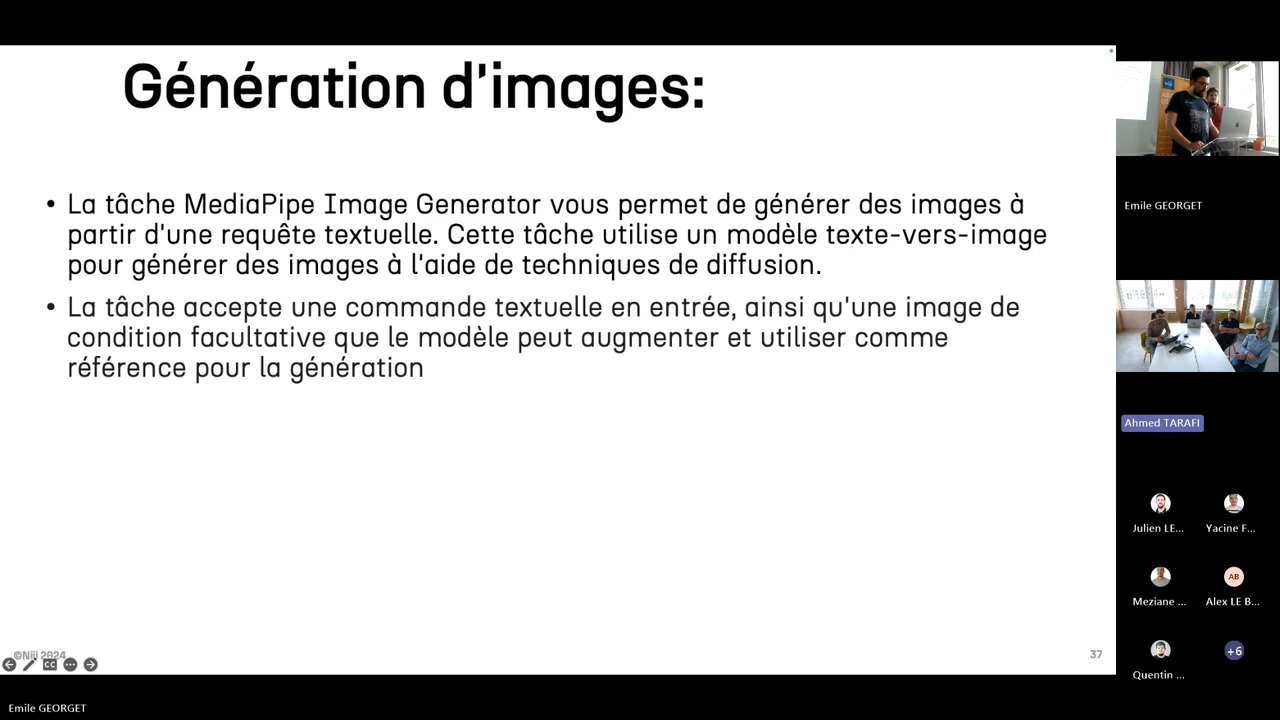 Génération d'images:
• La tâche MediaPipe Image Generator vous permet de générer des images à
partir d'une requête textuelle. Cette tâche utilise un modèle texte-vers-image
pour générer des images à l'aide de techniques de diffusion.
• La tâche accepte une commande textuelle en entrée, ainsi qu'une image de
condition facultative que le modèle peut augmenter et utiliser comme
référence pour la génération
©Niji 2024
CC
37
Emile GEORGET
Emile GEORGET
Ahmed TARAFI
Julien LE...
Yacine F...
Meziane ...
AB
Alex LE B...
Quentin ...
+6